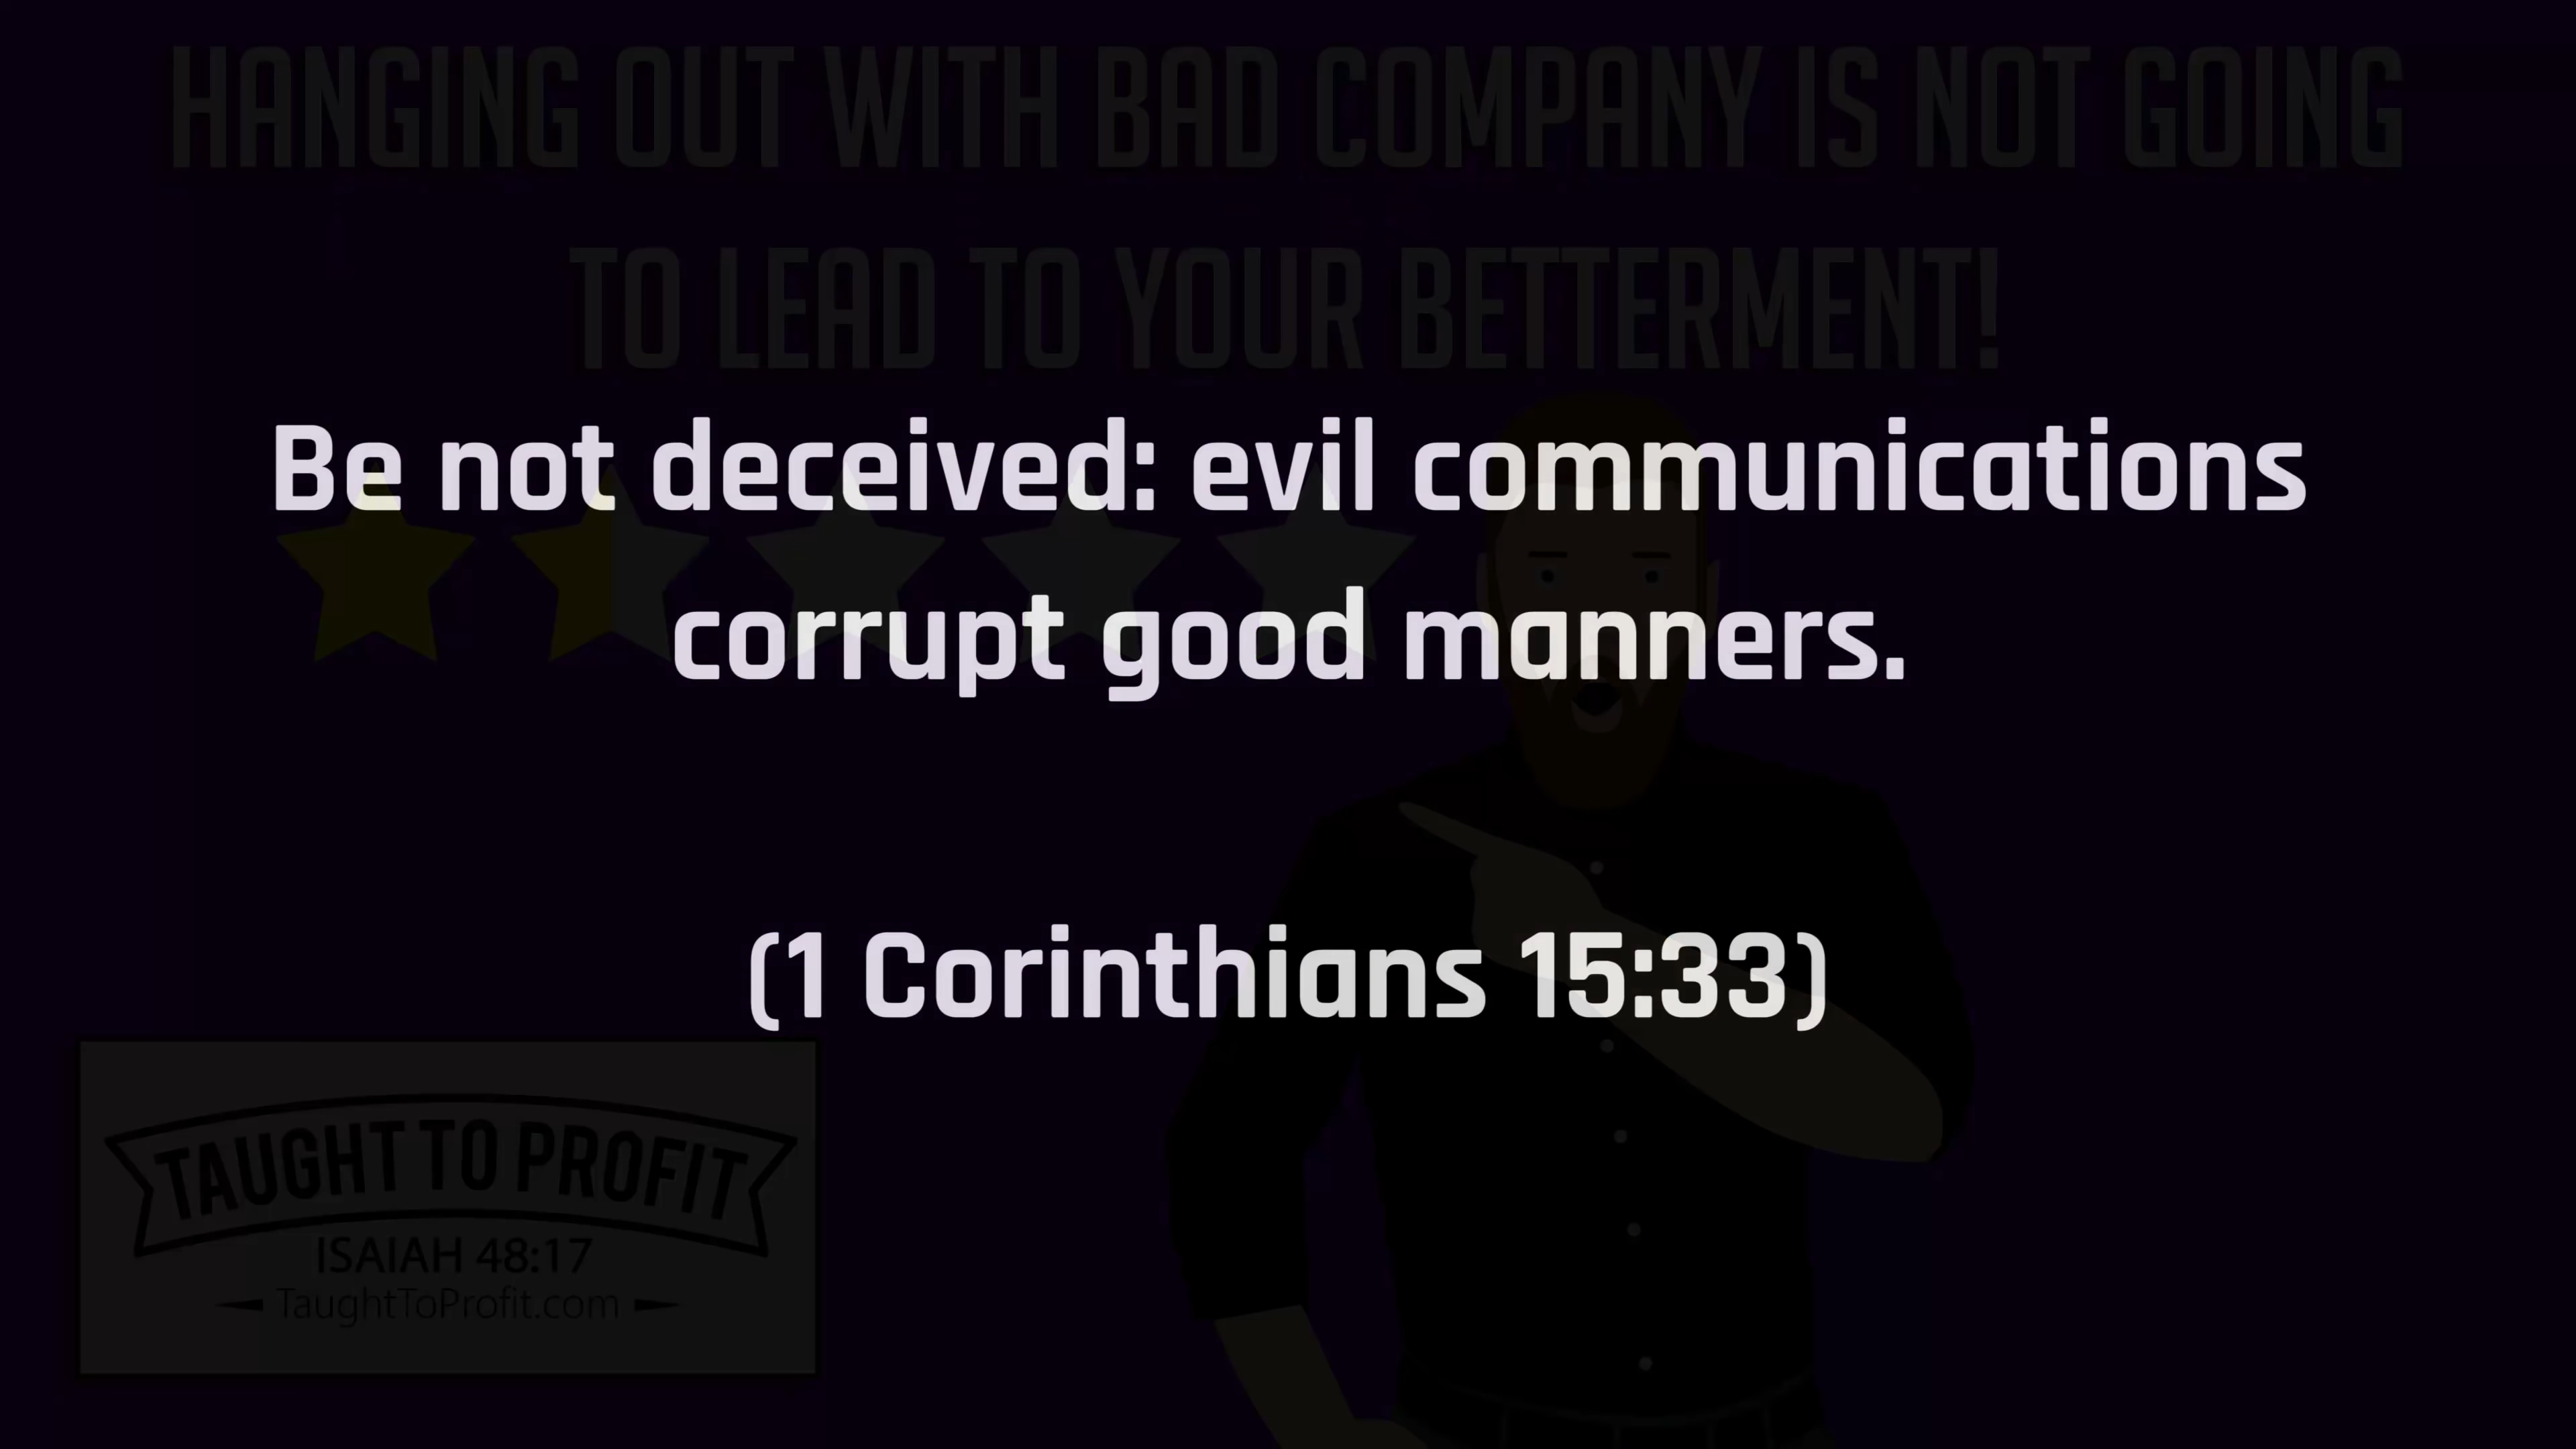 HANGING OUT WITH BAD COMPANY IS NOT GOING
TO LEAD TO YOUR BETTERMENT!
Be not deceived: evil communications
corrupt good manners.
(1 Corinthians 15:33)
TAUGHT TO PROFIT
ISAIAH 48:17
TaughtToProfit.com